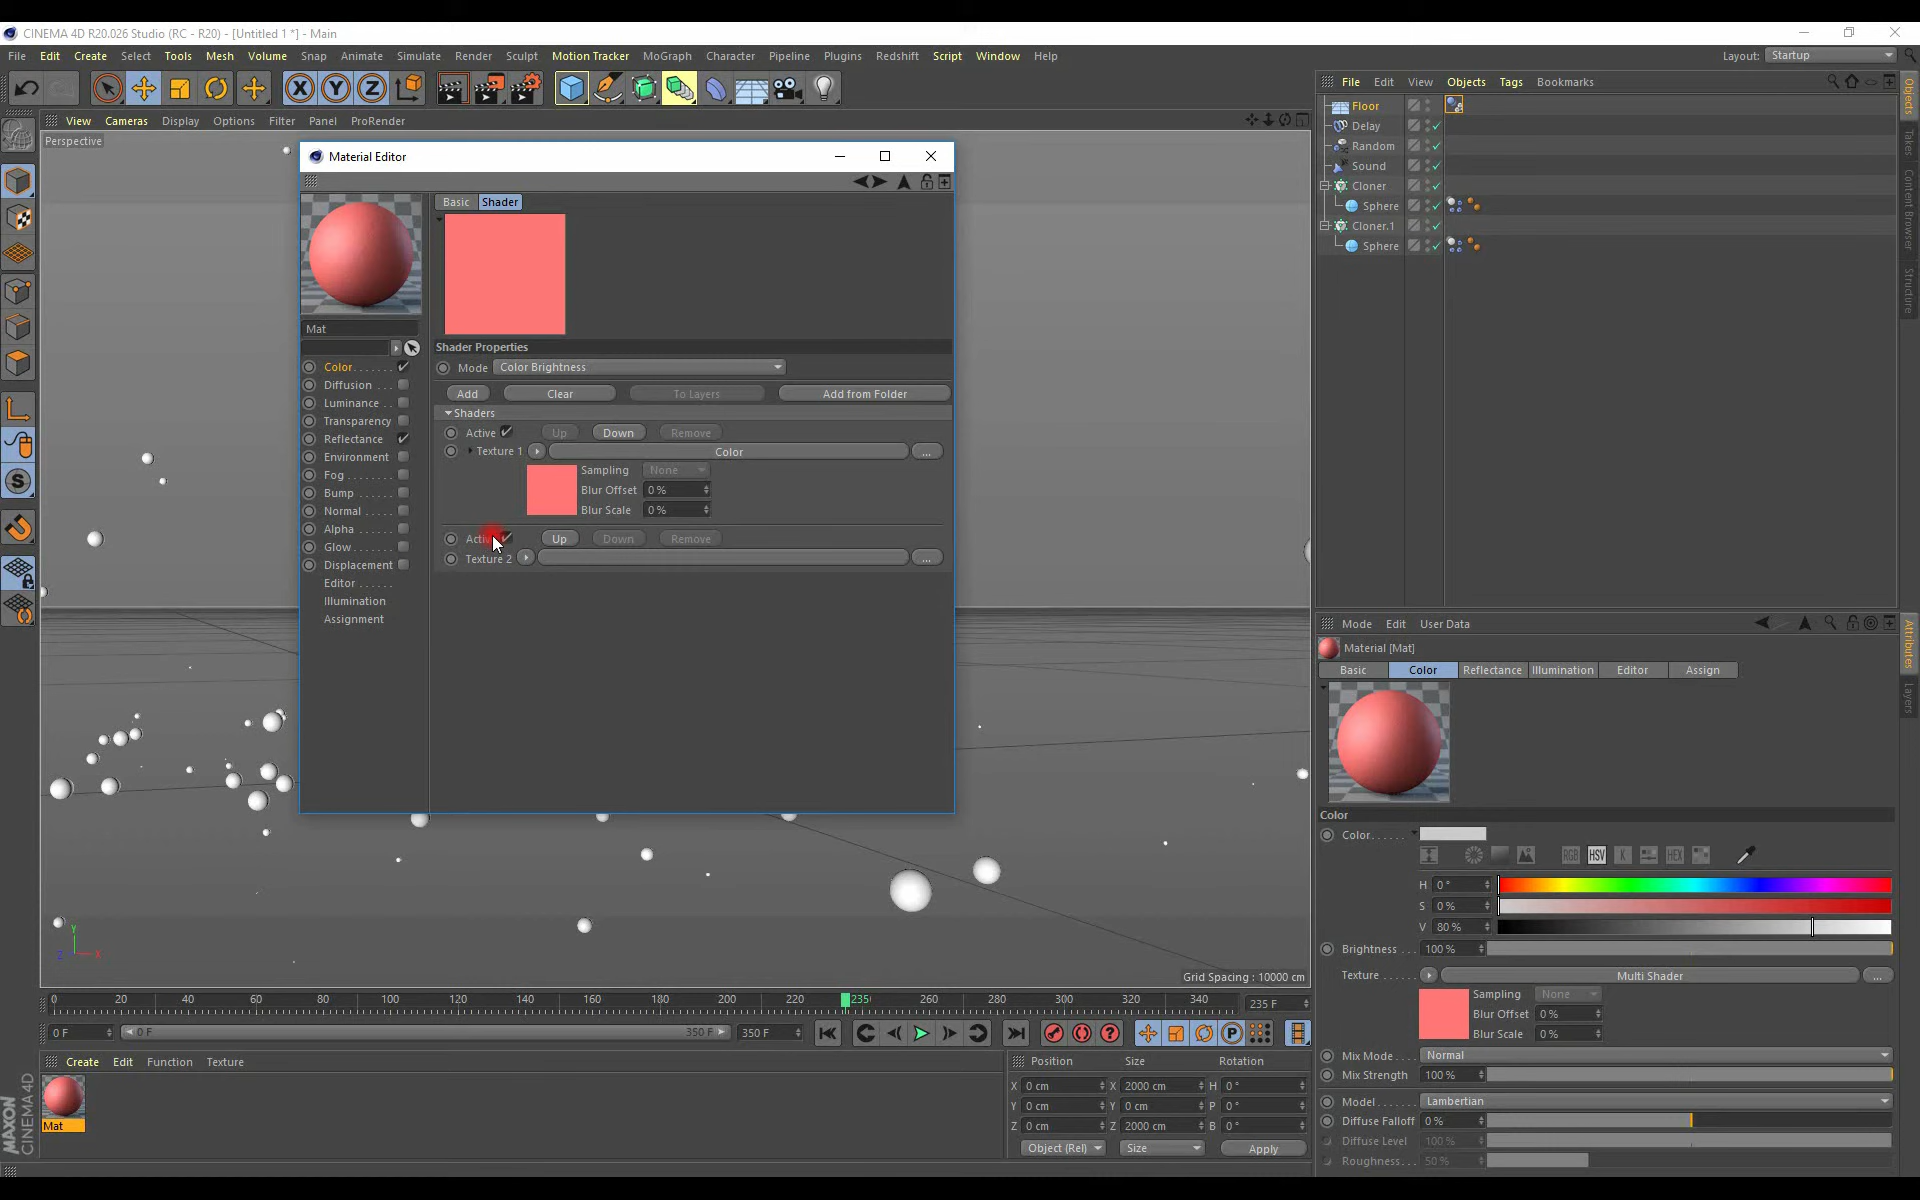 CINEMA 4D R20.026 Studio (RC - R20) - [Untitled 1 *] - Main
File Edit Create Select Tools Mesh Volume Snap Animate Simulate Render Sculpt Motion Tracker MoGraph Character Pipeline Plugins Redshift Script Window Help
Layout: Startup
View Cameras Display Options Filter Panel ProRender
Perspective
File Edit View Objects Tags Bookmarks
Floor
Delay
Random
Sound
Cloner
Sphere
Cloner.1
Sphere
Objects
Takes
Content Browser
Structure
Material Editor
Basic Shader
Mat
Color
Diffusion
Luminance
Transparency
Reflectance
Environment
Fog
Bump
Normal
Alpha
Glow
Displacement
Editor
Illumination
Assignment
Shader Properties
Mode Color Brightness
Add Clear To Layers Add from Folder
Shaders
Active Up Down Remove
Texture 1 Color ...
Sampling None
Blur Offset 0 %
Blur Scale 0 %
Up Down Remove
Texture 2 ...
Grid Spacing : 10000 cm
Y
X
Z
Mode Edit User Data
Material [Mat]
Basic Color Reflectance Illumination Editor Assign
Attributes
Layers
Color
Color
RGB HSV K HEX
H 0 °
S 0 %
V 80 %
Brightness 100 %
Texture Multi Shader ...
Sampling None
Blur Offset 0 %
Blur Scale 0 %
Mix Mode Normal
Mix Strength 100 %
Model Lambertian
Diffuse Falloff 0 %
Diffuse Level 100 %
Roughness 50 %
0 20 40 60 80 100 120 140 160 180 200 220 235 260 280 300 320 340 235 F
0 F 0 F 350 F 350 F
Create Edit Function Texture
Mat
MAXON
CINEMA 4D
Position Size Rotation
X 0 cm X 2000 cm H 0 °
Y 0 cm Y 0 cm P 0 °
Z 0 cm Z 2000 cm B 0 °
Object (Rel) Size Apply